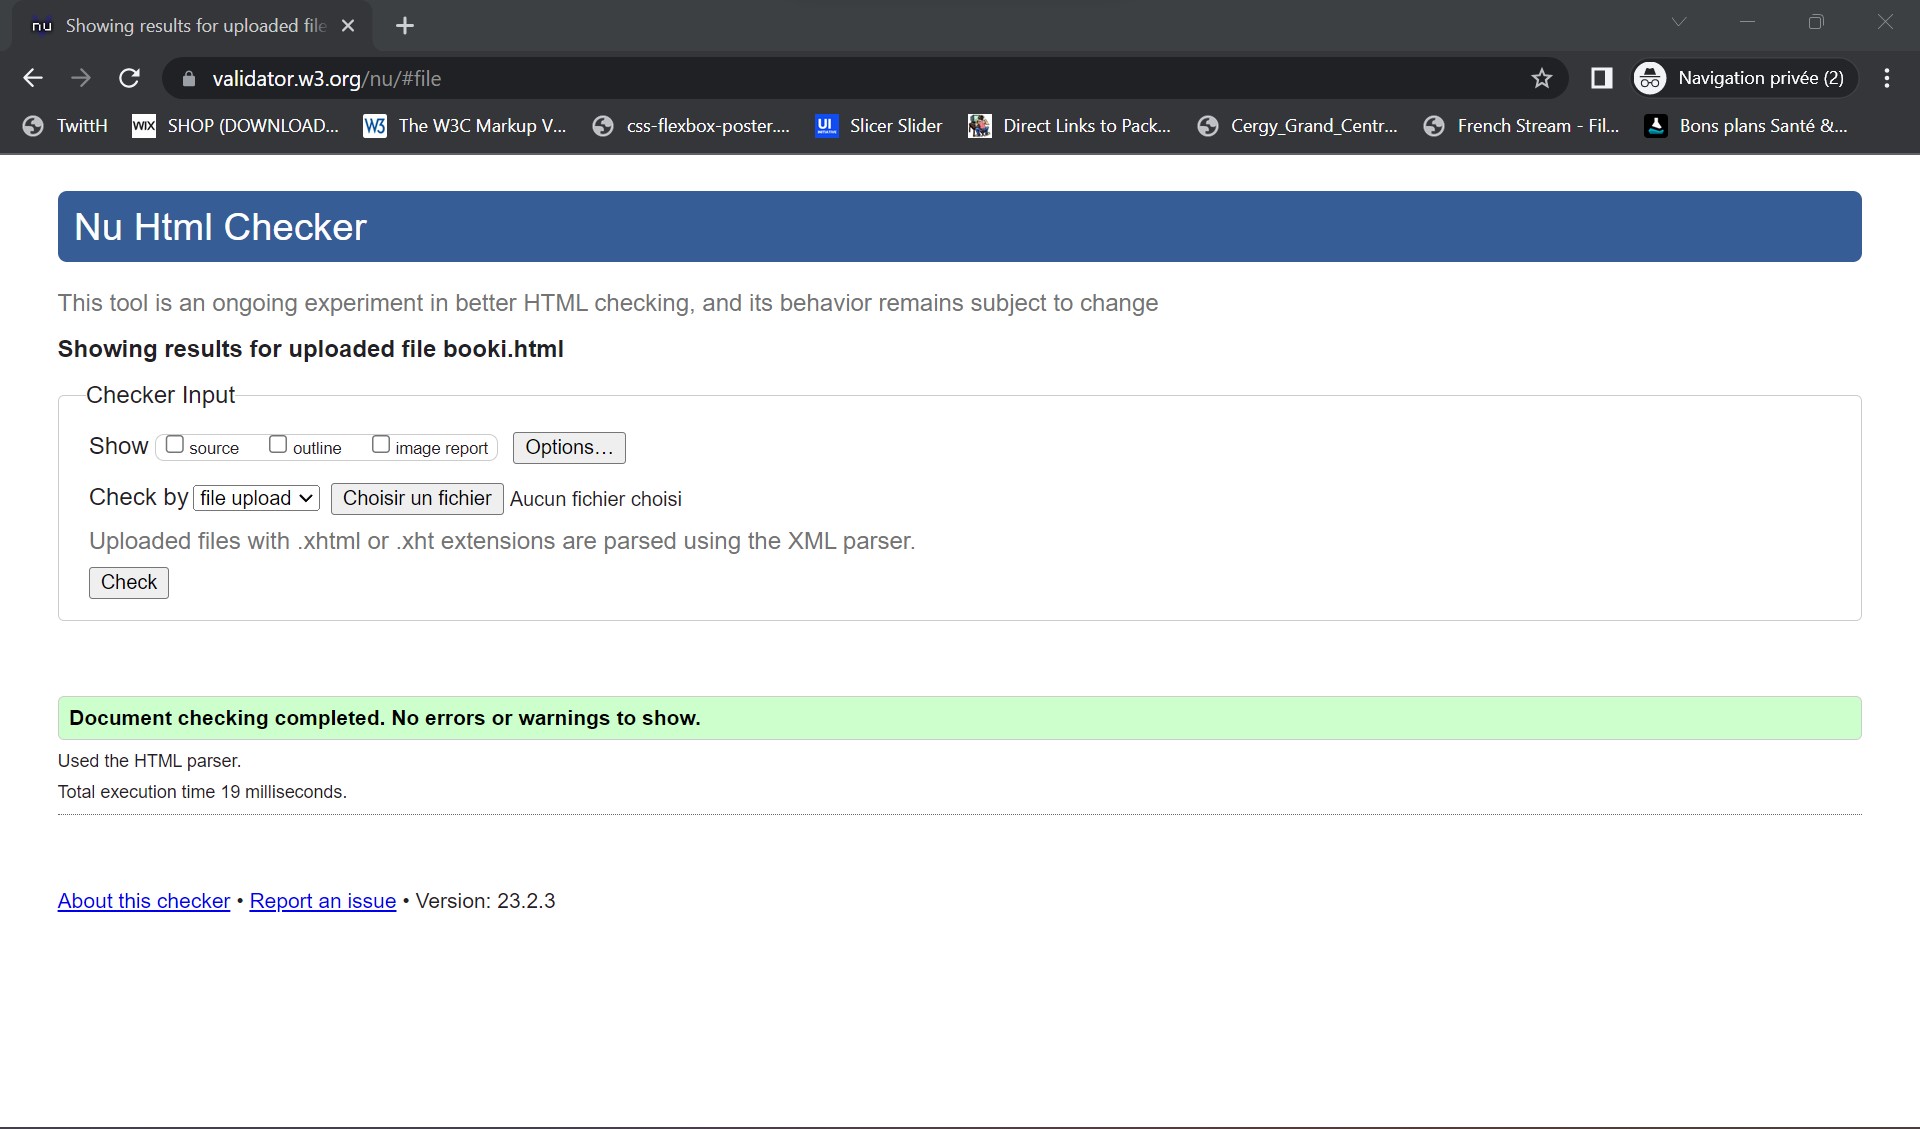 nu Showing results for uploaded file
validator.w3.org/nu/#file Navigation privée (2)
TwittH WIX SHOP (DOWNLOAD... W3 The W3C Markup V... css-flexbox-poster.... UI Slicer Slider Direct Links to Pack... Cergy_Grand_Centr... French Stream - Fil... Bons plans Santé &...
Nu Html Checker
This tool is an ongoing experiment in better HTML checking, and its behavior remains subject to change
Showing results for uploaded file booki.html
Checker Input
Show source outline image report Options...
Check by file upload Choisir un fichier Aucun fichier choisi
Uploaded files with .xhtml or .xht extensions are parsed using the XML parser.
Check
Document checking completed. No errors or warnings to show.
Used the HTML parser.
Total execution time 19 milliseconds.
About this checker • Report an issue • Version: 23.2.3